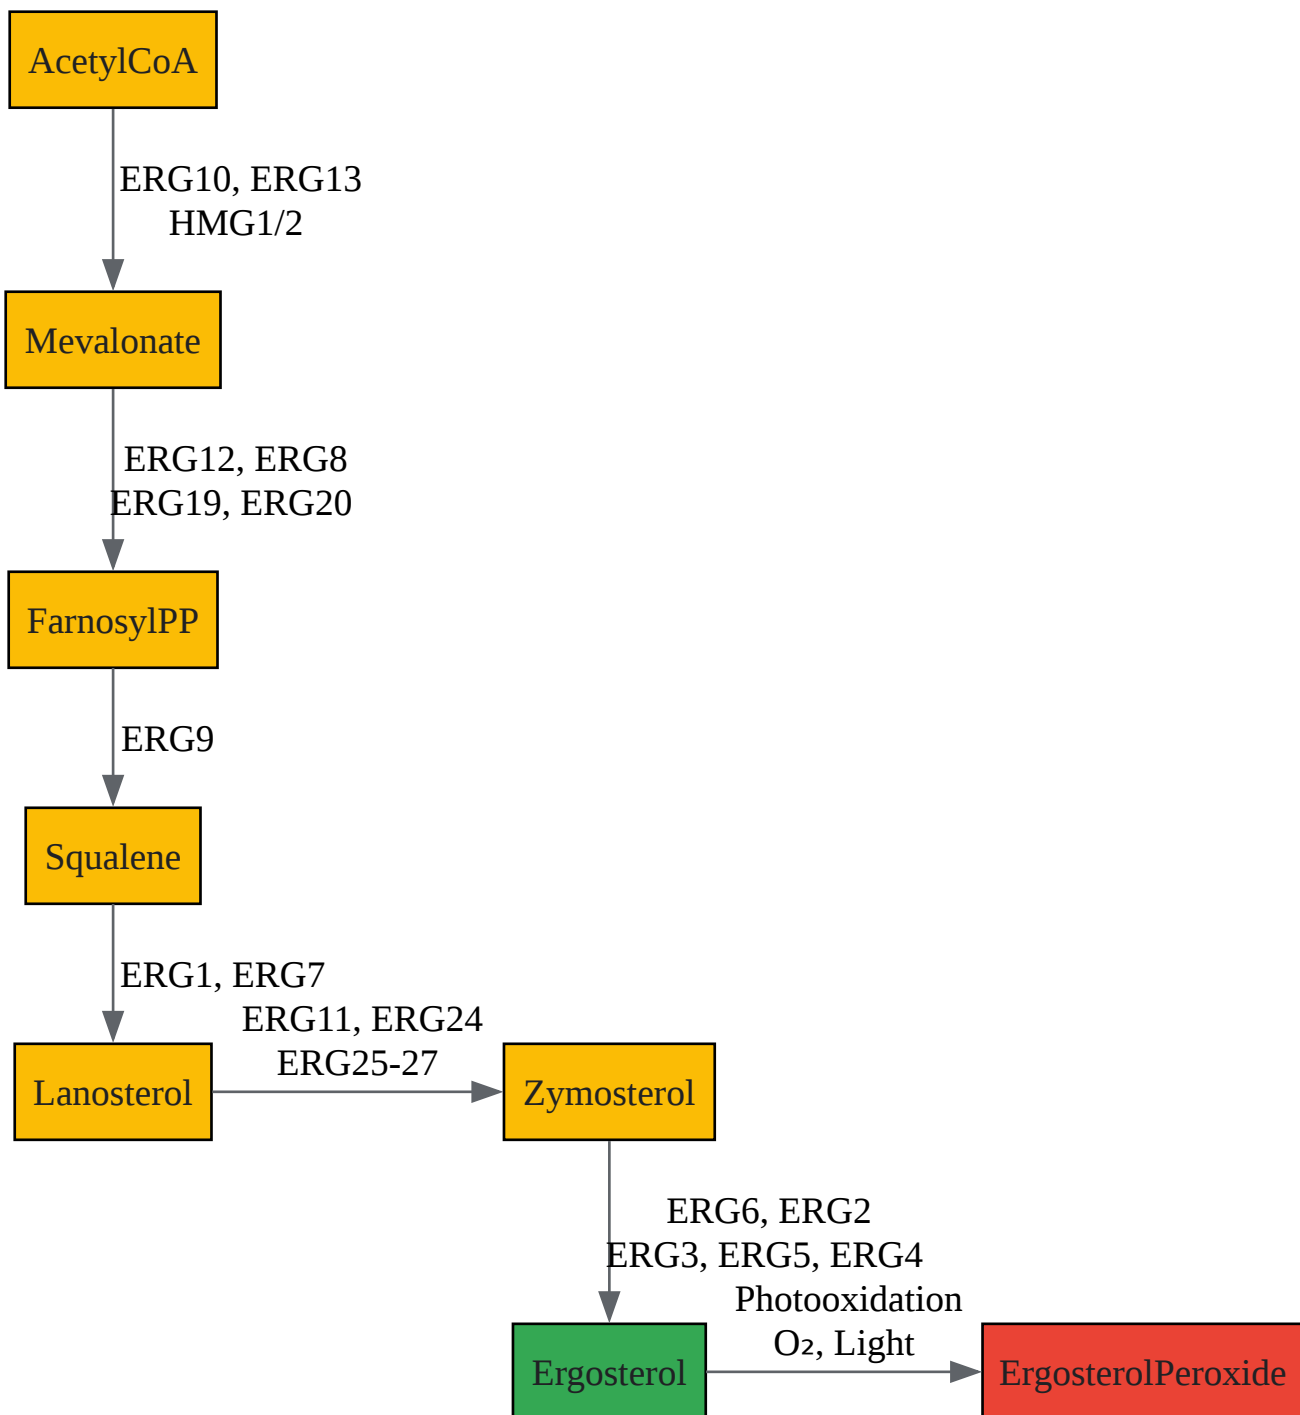 AcetylCoA
ERG10, ERG13
HMG1/2
Mevalonate
ERG12, ERG8
ERG19, ERG20
FarnosylPP
ERG9
Squalene
ERG1, ERG7
ERG11, ERG24
ERG25-27
Lanosterol
Zymosterol
ERG6, ERG2
ERG3, ERG5, ERG4
Photooxidation
O₂, Light
Ergosterol
ErgosterolPeroxide